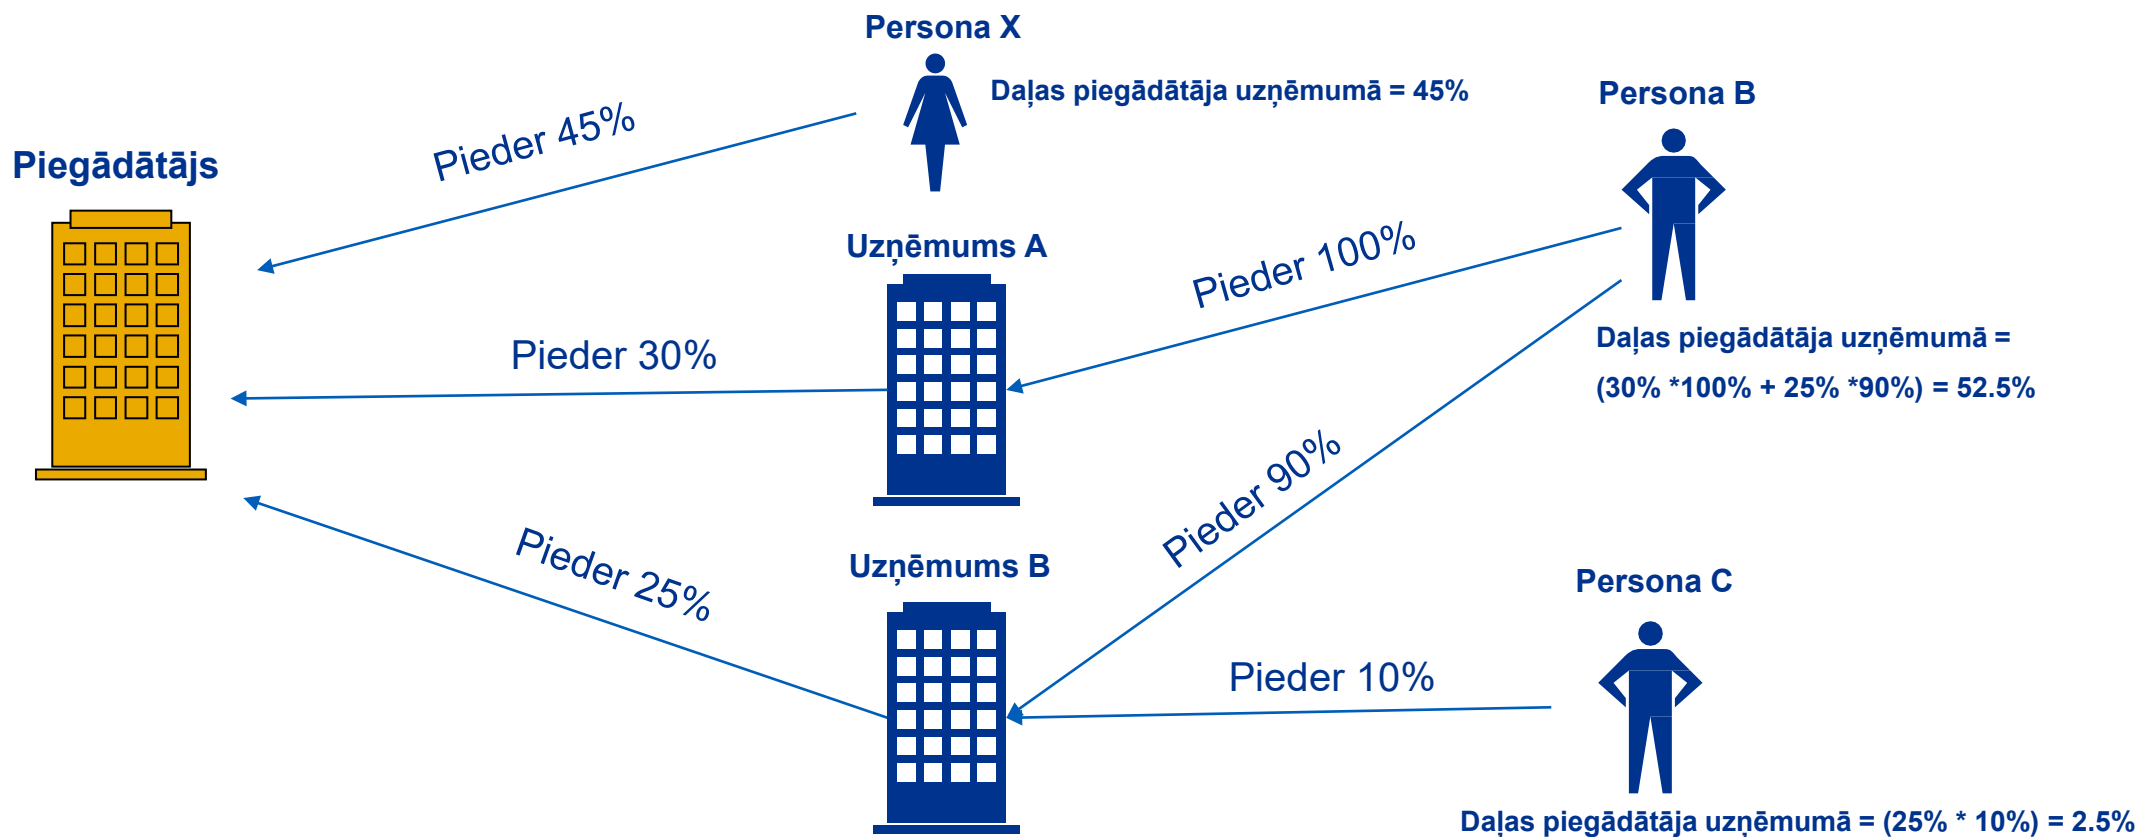 Persona X
Daļas piegādātāja uzņēmumā = 45%
Persona B
Pieder 45%
Piegādātājs
Uzņēmums A
Pieder 100%
Pieder 30%
Daļas piegādātāja uzņēmumā =
(30% *100% + 25% *90%) = 52.5%
Pieder 90%
Pieder 25%
Uzņēmums B
Persona C
Pieder 10%
Daļas piegādātāja uzņēmumā = (25% * 10%) = 2.5%